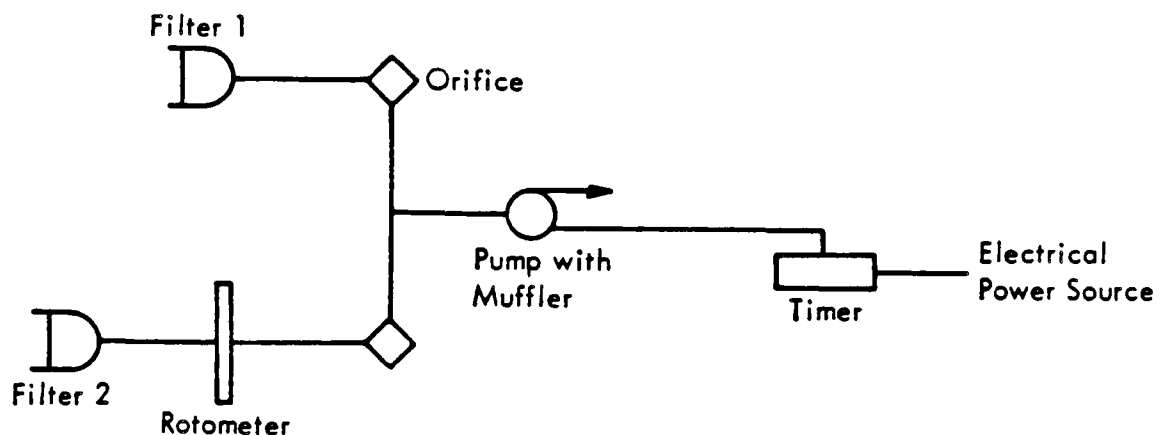 Filter 1
Orifice
Pump with
Muffler
Electrical
Power Source
Timer
Filter 2
Rotometer